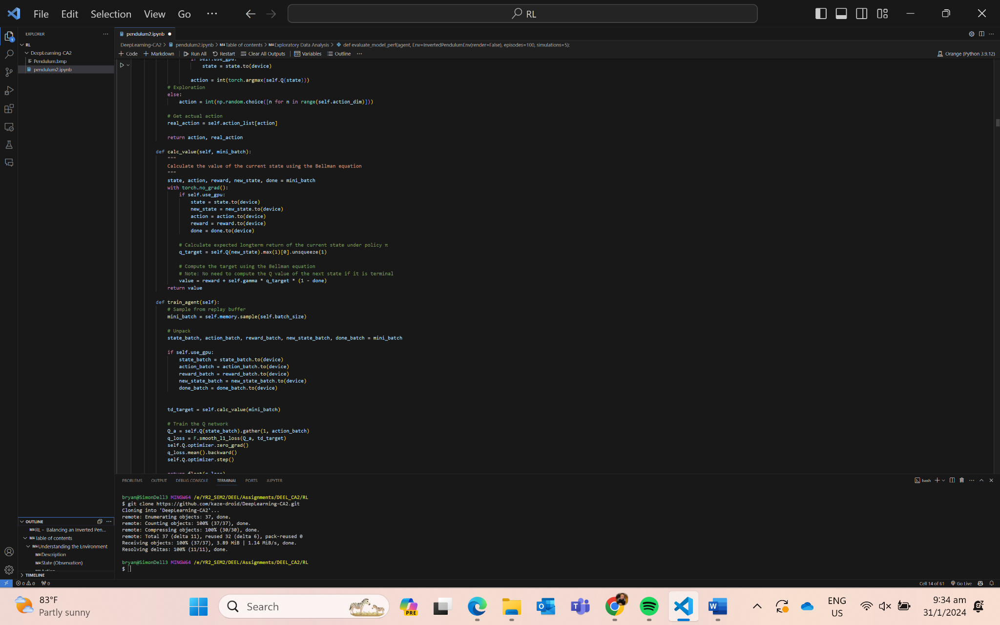 File Edit Selection View Go ... RL
EXPLORER
pendulum2.ipynb
RL
DeepLearning-CA2
Pendulum.bmp
pendulum2.ipynb
DeepLearning-CA2 > pendulum2.ipynb > M↓Table of contents > M↓Exploratory Data Analysis > def evaluate_model_perf(agent, Env=InvertedPendulumEnv(render=False), episodes=100, simulations=5):
+ Code + Markdown Run All Restart Clear All Outputs Variables Outline ... Orange (Python 3.9.12)
if self.use_gpu:
state = state.to(device)
action = int(torch.argmax(self.Q(state)))
# Exploration
else:
action = int(np.random.choice([n for n in range(self.action_dim)]))
# Get actual action
real_action = self.action_list[action]
return action, real_action
def calc_value(self, mini_batch):
"""
Calculate the value of the current state using the Bellman equation
"""
state, action, reward, new_state, done = mini_batch
with torch.no_grad():
if self.use_gpu:
state = state.to(device)
new_state = new_state.to(device)
action = action.to(device)
reward = reward.to(device)
done = done.to(device)
# Calculate expected longterm return of the current state under policy π
q_target = self.Q(new_state).max(1)[0].unsqueeze(1)
# Compute the target using the Bellman equation
# Note: No need to compute the Q value of the next state if it is terminal
value = reward + self.gamma * q_target * (1 - done)
return value
def train_agent(self):
# Sample from replay buffer
mini_batch = self.memory.sample(self.batch_size)
# Unpack
state_batch, action_batch, reward_batch, new_state_batch, done_batch = mini_batch
if self.use_gpu:
state_batch = state_batch.to(device)
action_batch = action_batch.to(device)
reward_batch = reward_batch.to(device)
new_state_batch = new_state_batch.to(device)
done_batch = done_batch.to(device)
td_target = self.calc_value(mini_batch)
# Train the Q network
Q_a = self.Q(state_batch).gather(1, action_batch)
q_loss = F.smooth_l1_loss(Q_a, td_target)
self.Q.optimizer.zero_grad()
q_loss.mean().backward()
self.Q.optimizer.step()
return float(q_loss)
PROBLEMS OUTPUT DEBUG CONSOLE TERMINAL PORTS JUPYTER bash
bryan@SimonDell3 MINGW64 /e/YR2_SEM2/DEEL/Assignments/DEEL_CA2/RL
$ git clone https://github.com/kaze-droid/DeepLearning-CA2.git
Cloning into 'DeepLearning-CA2'...
remote: Enumerating objects: 37, done.
remote: Counting objects: 100% (37/37), done.
remote: Compressing objects: 100% (30/30), done.
remote: Total 37 (delta 11), reused 32 (delta 6), pack-reused 0
Receiving objects: 100% (37/37), 3.89 MiB | 1.14 MiB/s, done.
Resolving deltas: 100% (11/11), done.
bryan@SimonDell3 MINGW64 /e/YR2_SEM2/DEEL/Assignments/DEEL_CA2/RL
$
OUTLINE
M↓RL - Balancing an Inverted Pen...
M↓Table of contents
M↓Understanding the Environment
M↓Description
M↓State (Observation)
M↓Action
TIMELINE
0 0 0 Cell 14 of 61 Go Live
83°F
Partly sunny
Search
PRE
ENG
US
9:34 am
31/1/2024